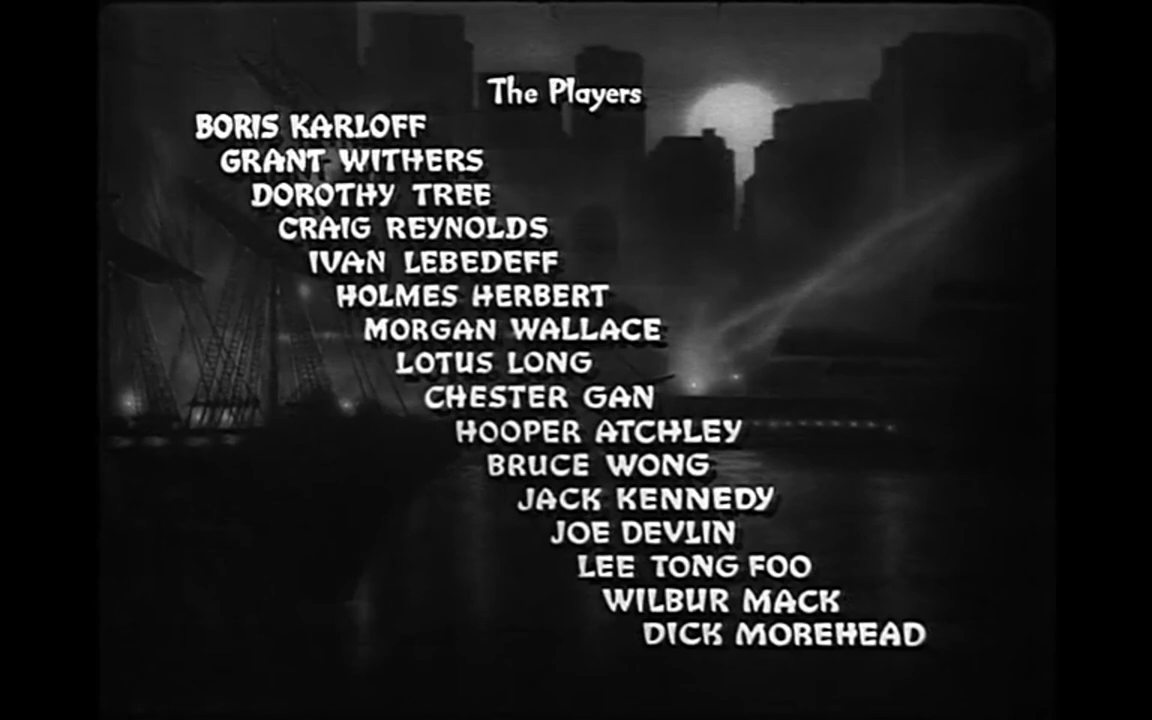 The Players
BORIS KARLOFF
GRANT WITHERS
DOROTHY TREE
CRAIG REYNOLDS
IVAN LEBEDEFF
HOLMES HERBERT
MORGAN WALLACE
LOTUS LONG
CHESTER GAN
HOOPER ATCHLEY
BRUCE WONG
JACK KENNEDY
JOE DEVLIN
LEE TONG FOO
WILBUR MACK
DICK MOREHEAD